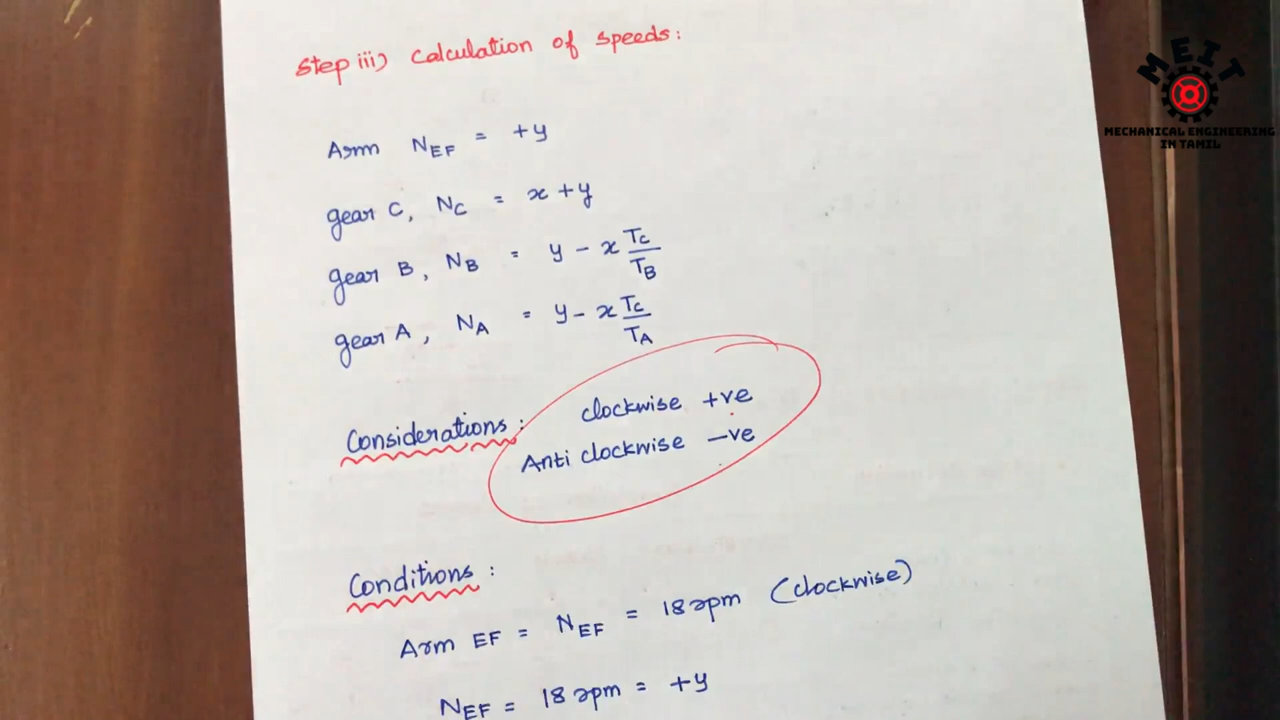 Step iii) Calculation of speeds:
MEIT
MECHANICAL ENGINEERING
IN TAMIL
Arm N_EF = +y
gear C, N_C = x + y
gear B, N_B = y - x T_C/T_B
gear A, N_A = y - x T_C/T_A
Considerations: clockwise +ve
Anti clockwise -ve
Conditions:
Arm EF = N_EF = 18 rpm (clockwise)
N_EF = 18 rpm = +y